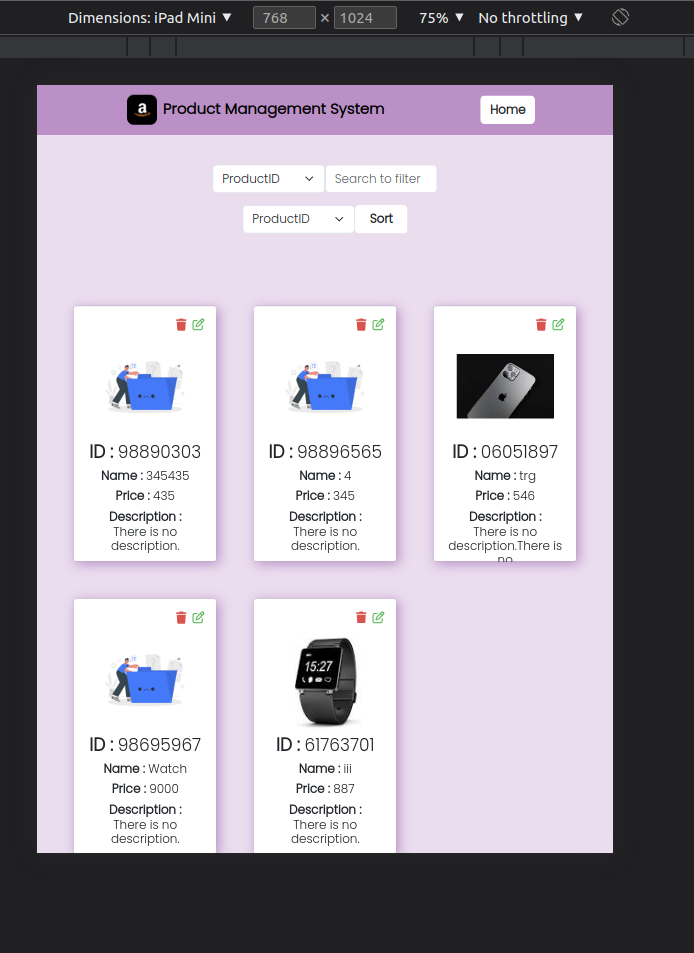 Dimensions: iPad Mini ▼ 768 × 1024 75% ▼ No throttling ▼
a Product Management System Home
ProductID Search to filter
ProductID Sort
ID : 98890303
Name : 345435
Price : 435
Description :
There is no
description.
ID : 98896565
Name : 4
Price : 345
Description :
There is no
description.
ID : 06051897
Name : trg
Price : 546
Description :
There is no
description.There is
no
ID : 98695967
Name : Watch
Price : 9000
Description :
There is no
description.
15:27
ID : 61763701
Name : iii
Price : 887
Description :
There is no
description.